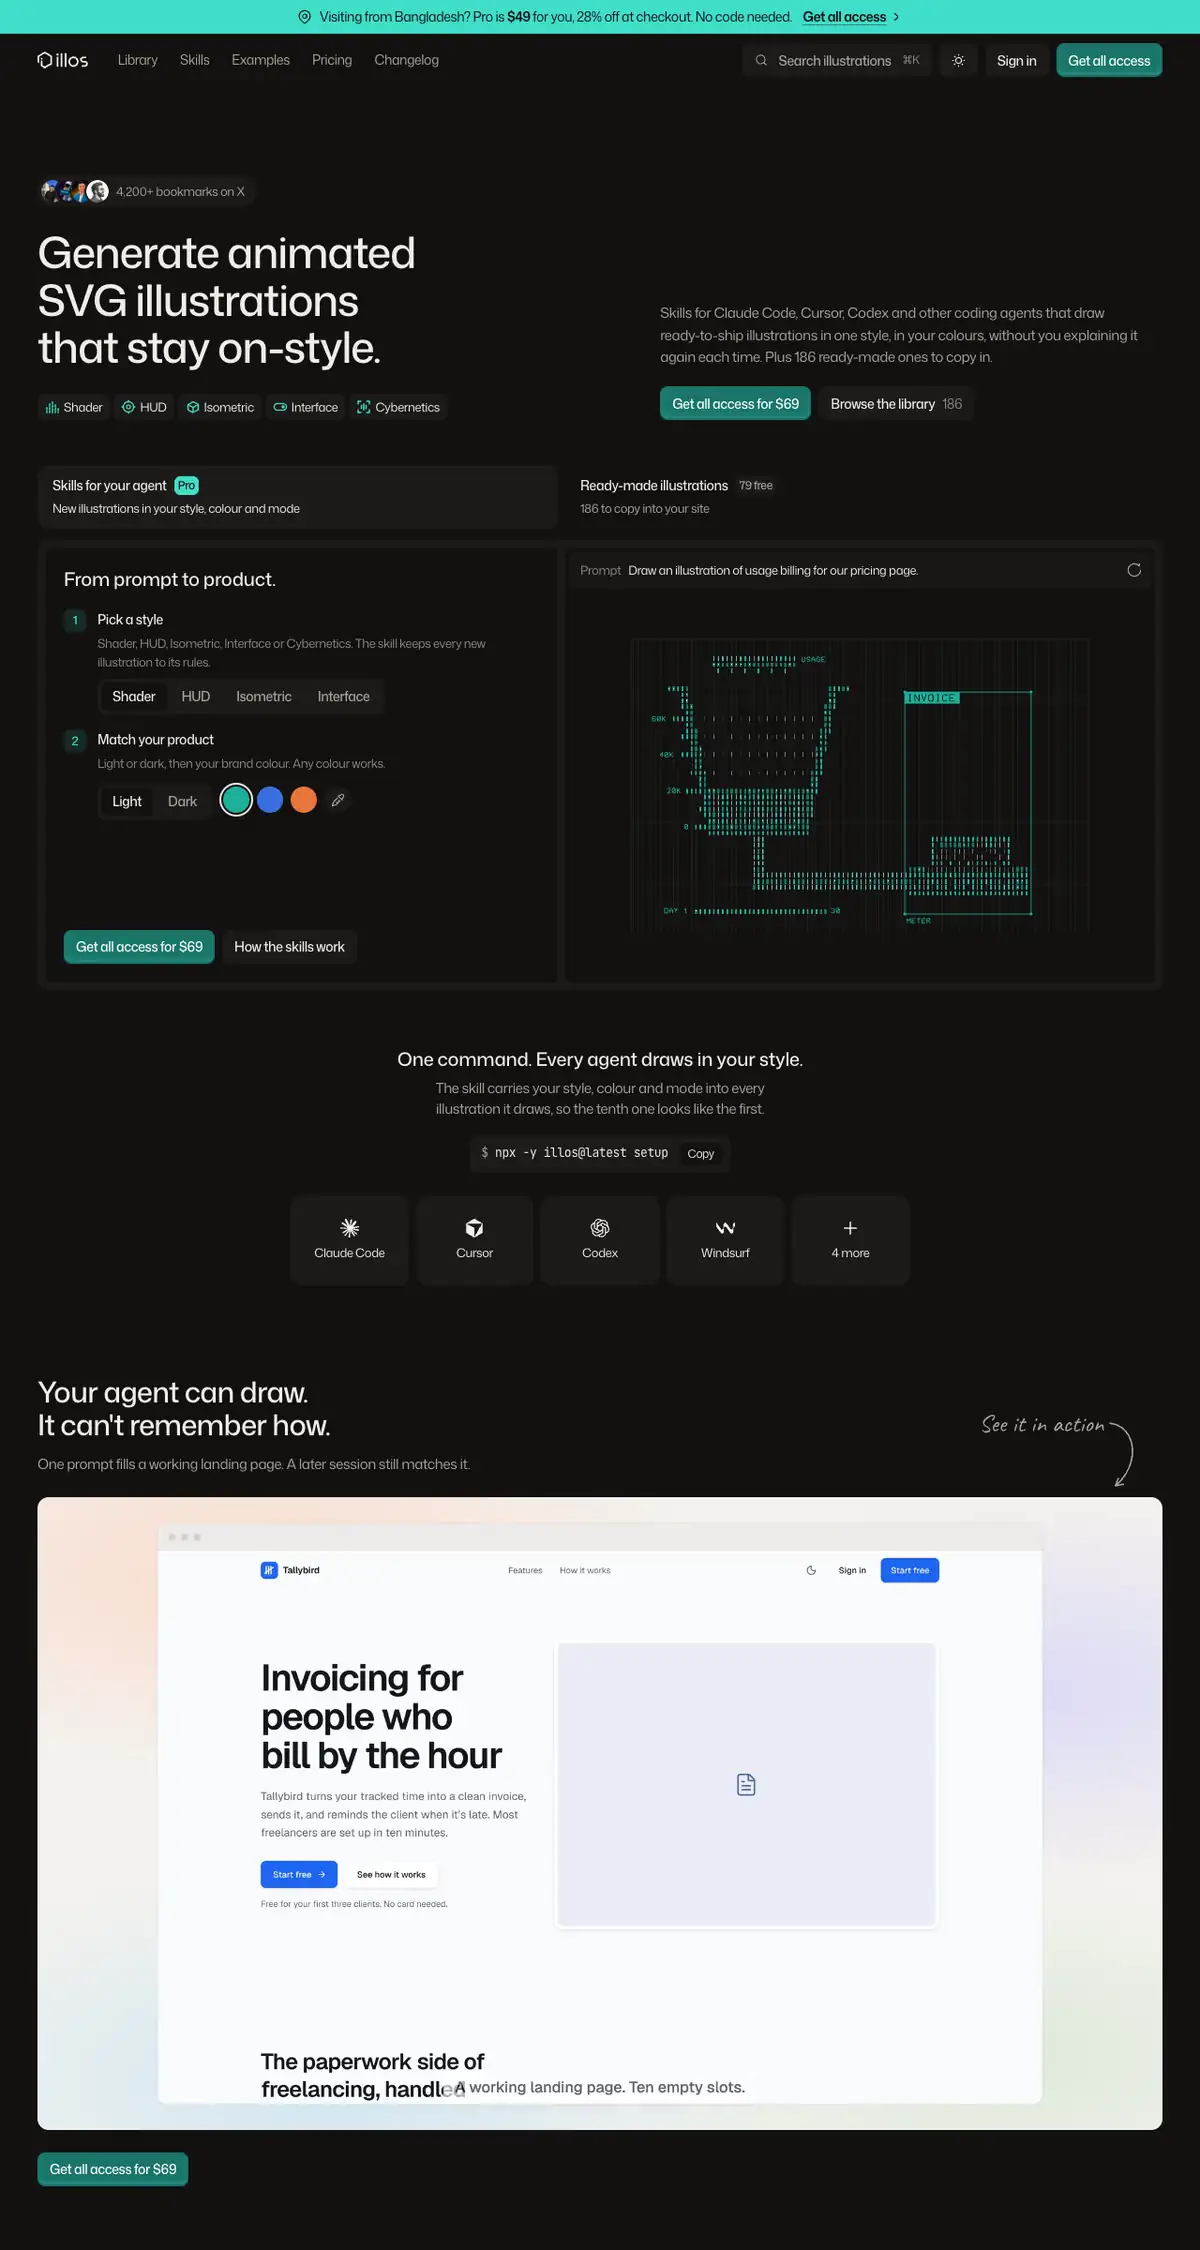 Visiting from Bangladesh? Pro is $49 for you, 28% off at checkout. No code needed. Get all access
illos Library Skills Examples Pricing Changelog Search illustrations ⌘K Sign in Get all access
4,200+ bookmarks on X
Generate animated
SVG illustrations
that stay on-style.
Shader HUD Isometric Interface Cybernetics
Skills for Claude Code, Cursor, Codex and other coding agents that draw
ready-to-ship illustrations in one style, in your colours, without you explaining it
again each time. Plus 186 ready-made ones to copy in.
Get all access for $69 Browse the library 186
Skills for your agent Pro
New illustrations in your style, colour and mode
Ready-made illustrations 79 free
186 to copy into your site
From prompt to product.
1 Pick a style
Shader, HUD, Isometric, Interface or Cybernetics. The skill keeps every new
illustration to its rules.
Shader HUD Isometric Interface
2 Match your product
Light or dark, then your brand colour. Any colour works.
Light Dark
Get all access for $69 How the skills work
Prompt Draw an illustration of usage billing for our pricing page.
USAGE
INVOICE
60K
40K
20K
0
DAY 1 30
METER
One command. Every agent draws in your style.
The skill carries your style, colour and mode into every
illustration it draws, so the tenth one looks like the first.
$ npx -y illos@latest setup Copy
Claude Code Cursor Codex Windsurf 4 more
Your agent can draw.
It can't remember how.
One prompt fills a working landing page. A later session still matches it.
See it in action
Tallybird Features How it works Sign in Start free
Invoicing for
people who
bill by the hour
Tallybird turns your tracked time into a clean invoice,
sends it, and reminds the client when it's late. Most
freelancers are set up in ten minutes.
Start free → See how it works
Free for your first three clients. No card needed.
The paperwork side of
freelancing, handled
A working landing page. Ten empty slots.
Get all access for $69